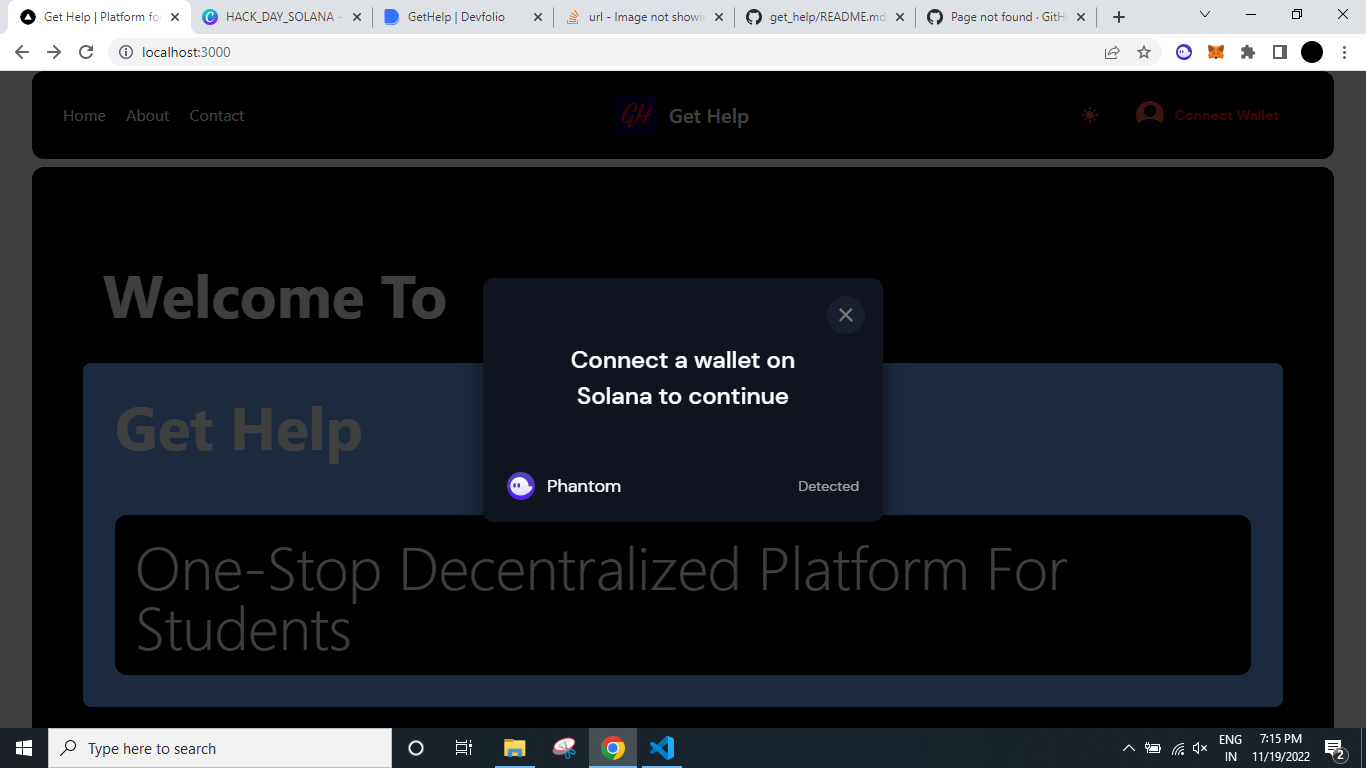 Get Help | Platform for
HACK_DAY_SOLANA -
GetHelp | Devfolio
url - Image not showin
get_help/README.md
Page not found · GitH
localhost:3000
Home
About
Contact
GH
Get Help
Connect Wallet
Welcome To
Get Help
One-Stop Decentralized Platform For
Students
Connect a wallet on
Solana to continue
Phantom
Detected
Type here to search
ENG
IN
7:15 PM
11/19/2022
2